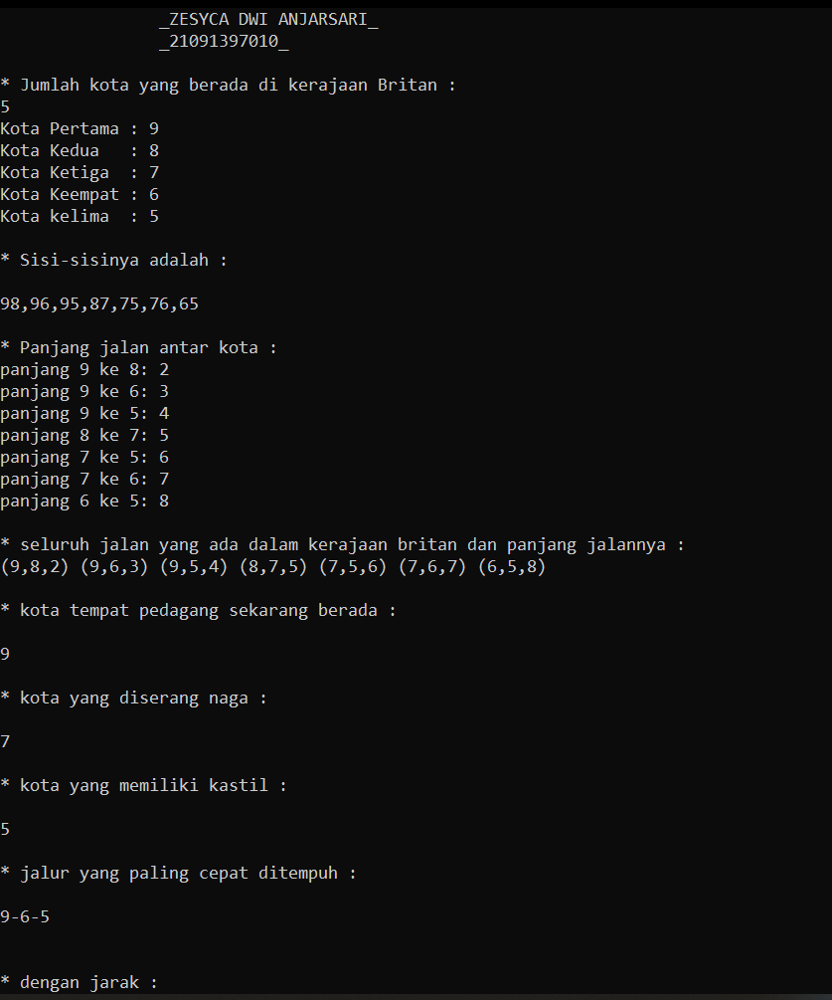 _ZESYCA DWI ANJARSARI_
_21091397010_
* Jumlah kota yang berada di kerajaan Britan :
5
Kota Pertama : 9
Kota Kedua   : 8
Kota Ketiga  : 7
Kota Keempat : 6
Kota kelima  : 5
* Sisi-sisinya adalah :
98,96,95,87,75,76,65
* Panjang jalan antar kota :
panjang 9 ke 8: 2
panjang 9 ke 6: 3
panjang 9 ke 5: 4
panjang 8 ke 7: 5
panjang 7 ke 5: 6
panjang 7 ke 6: 7
panjang 6 ke 5: 8
* seluruh jalan yang ada dalam kerajaan britan dan panjang jalannya :
(9,8,2) (9,6,3) (9,5,4) (8,7,5) (7,5,6) (7,6,7) (6,5,8)
* kota tempat pedagang sekarang berada :
9
* kota yang diserang naga :
7
* kota yang memiliki kastil :
5
* jalur yang paling cepat ditempuh :
9-6-5
* dengan jarak :